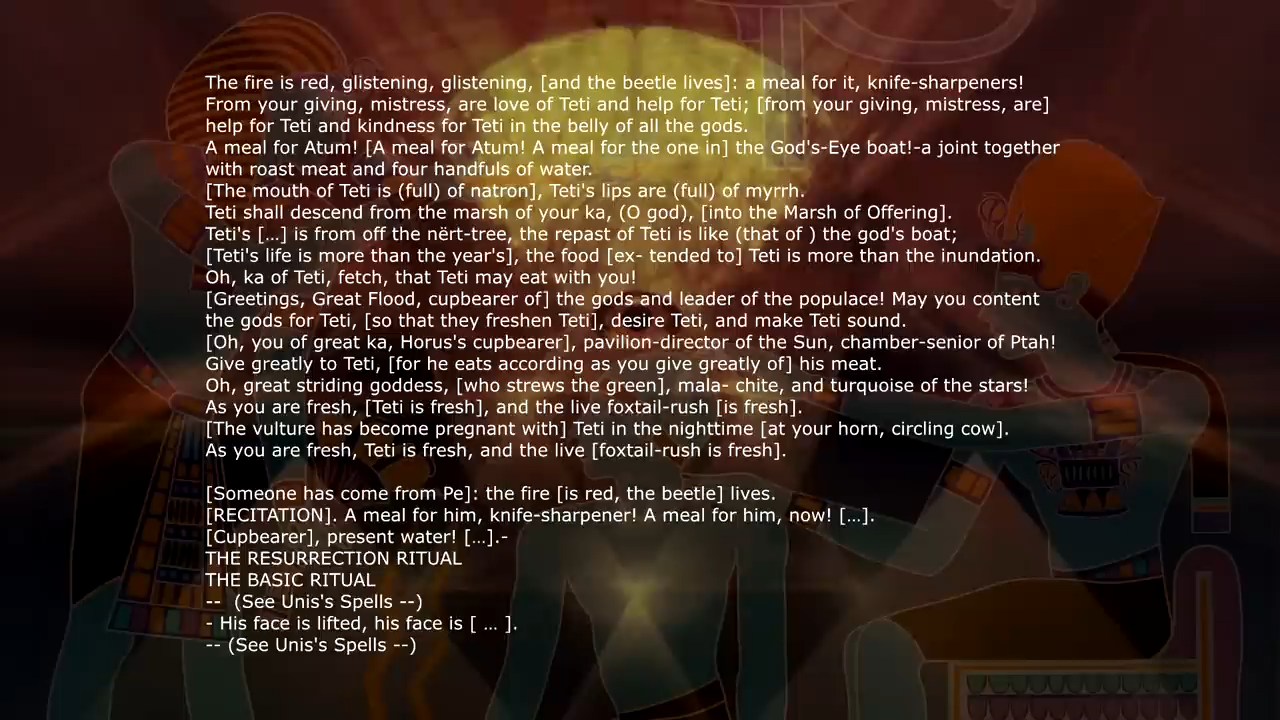 The fire is red, glistening, glistening, [and the beetle lives]: a meal for it, knife-sharpeners!
From your giving, mistress, are love of Teti and help for Teti; [from your giving, mistress, are]
help for Teti and kindness for Teti in the belly of all the gods.
A meal for Atum! [A meal for Atum! A meal for the one in] the God's-Eye boat!-a joint together
with roast meat and four handfuls of water.
[The mouth of Teti is (full) of natron], Teti's lips are (full) of myrrh.
Teti shall descend from the marsh of your ka, (O god), [into the Marsh of Offering].
Teti's [...] is from off the nërt-tree, the repast of Teti is like (that of ) the god's boat;
[Teti's life is more than the year's], the food [ex- tended to] Teti is more than the inundation.
Oh, ka of Teti, fetch, that Teti may eat with you!
[Greetings, Great Flood, cupbearer of] the gods and leader of the populace! May you content
the gods for Teti, [so that they freshen Teti], desire Teti, and make Teti sound.
[Oh, you of great ka, Horus's cupbearer], pavilion-director of the Sun, chamber-senior of Ptah!
Give greatly to Teti, [for he eats according as you give greatly of] his meat.
Oh, great striding goddess, [who strews the green], mala- chite, and turquoise of the stars!
As you are fresh, [Teti is fresh], and the live foxtail-rush [is fresh].
[The vulture has become pregnant with] Teti in the nighttime [at your horn, circling cow].
As you are fresh, Teti is fresh, and the live [foxtail-rush is fresh].
[Someone has come from Pe]: the fire [is red, the beetle] lives.
[RECITATION]. A meal for him, knife-sharpener! A meal for him, now! [...].
[Cupbearer], present water! [...].-
THE RESURRECTION RITUAL
THE BASIC RITUAL
--  (See Unis's Spells --)
- His face is lifted, his face is [ ... ].
-- (See Unis's Spells --)